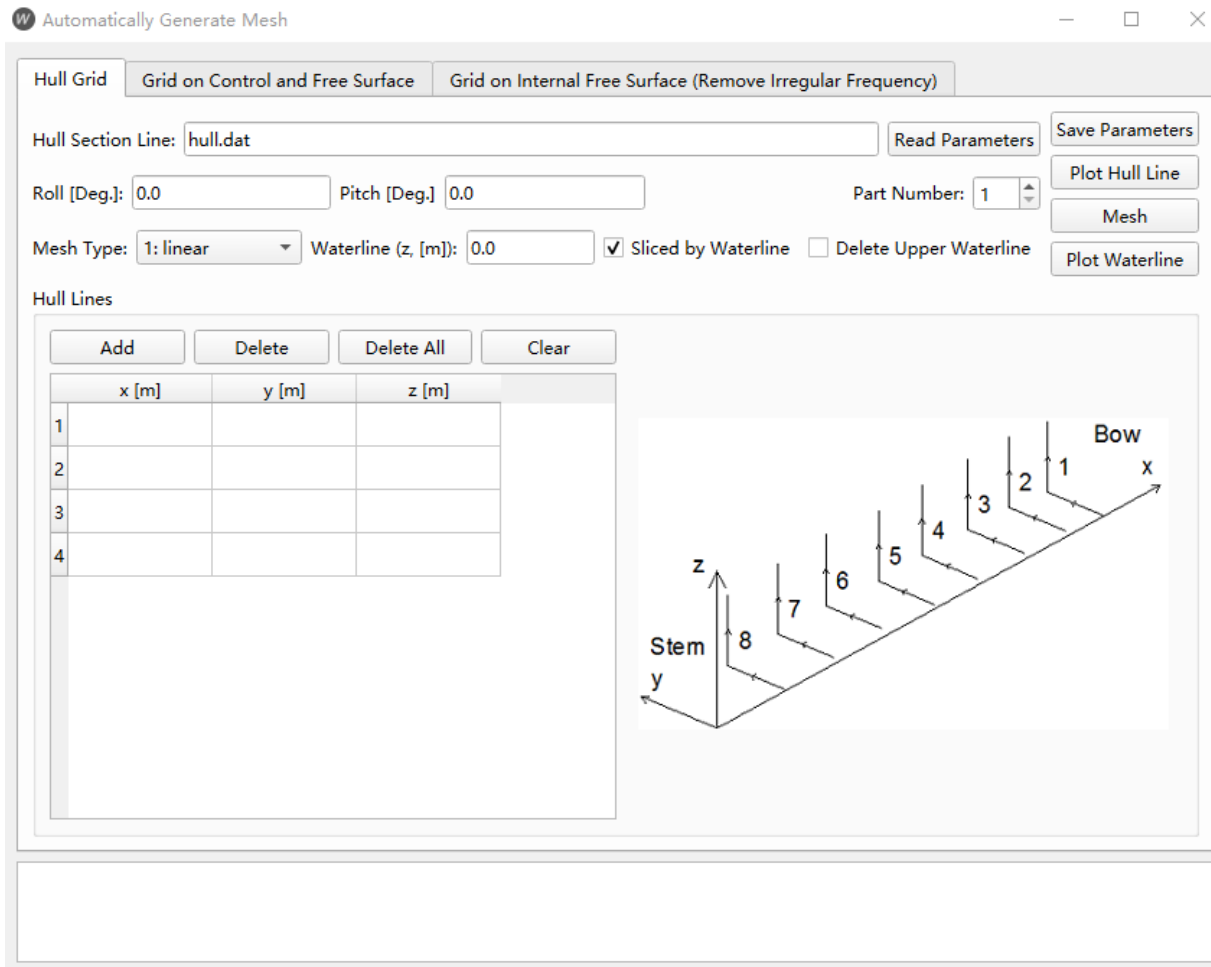 W Automatically Generate Mesh
Hull Grid Grid on Control and Free Surface Grid on Internal Free Surface (Remove Irregular Frequency)
Hull Section Line: hull.dat Read Parameters Save Parameters
Plot Hull Line
Roll [Deg.]: 0.0 Pitch [Deg.] 0.0 Part Number: 1
Mesh
Mesh Type: 1: linear Waterline (z, [m]): 0.0 Sliced by Waterline Delete Upper Waterline
Plot Waterline
Hull Lines
Add Delete Delete All Clear
x [m] y [m] z [m]
1
2
3
4
Bow
x
1
2
3
4
5
6
7
8
z
Stem
y